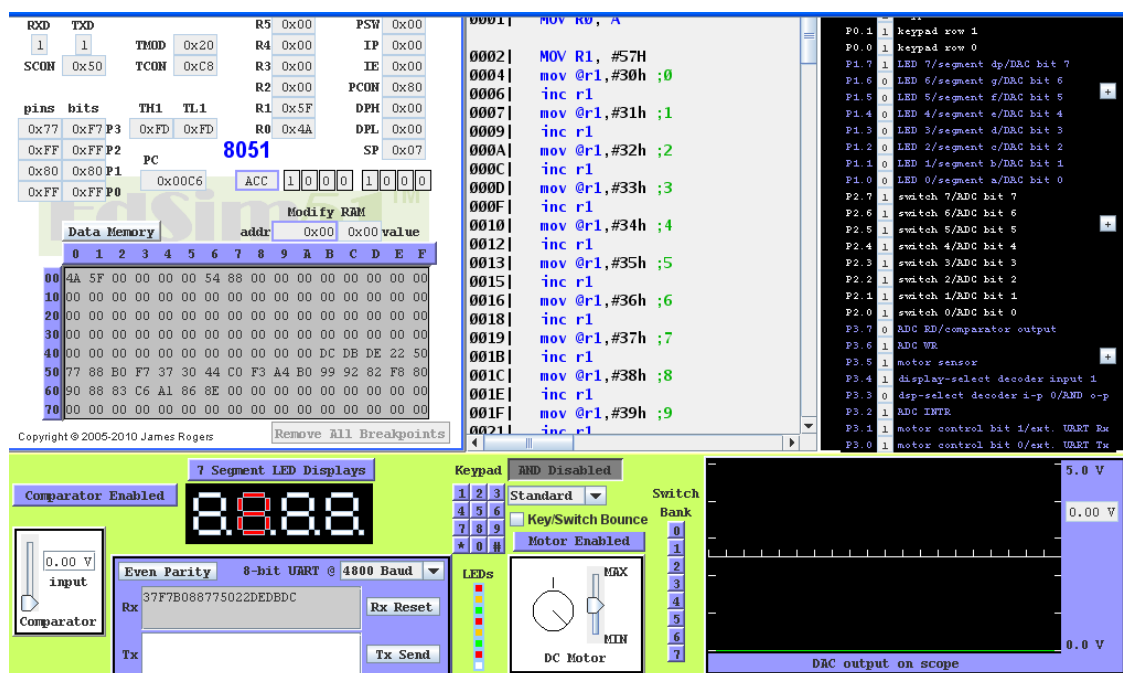 RXD TXD R5 0x00 PSW 0x00
1 1 TMOD 0x20 R4 0x00 IP 0x00
SCON 0x50 TCON 0xC8 R3 0x00 IE 0x00
R2 0x00 PCON 0x80
pins bits TH1 TL1 R1 0x5F DPH 0x00
0x77 0xF7 P3 0xFD 0xFD R0 0x4A DPL 0x00
0xFF 0xFF P2 PC 8051 SP 0x07
0x80 0x80 P1 0x00C6 ACC 1 0 0 0 1 0 0 0
0xFF 0xFF P0
EdSim51 TM
Modify RAM
Data Memory addr 0x00 0x00 value
0 1 2 3 4 5 6 7 8 9 A B C D E F
00 4A 5F 00 00 00 00 54 88 00 00 00 00 00 00 00 00
10 00 00 00 00 00 00 00 00 00 00 00 00 00 00 00 00
20 00 00 00 00 00 00 00 00 00 00 00 00 00 00 00 00
30 00 00 00 00 00 00 00 00 00 00 00 00 00 00 00 00
40 00 00 00 00 00 00 00 00 00 00 00 DC DB DE 22 50
50 77 88 B0 F7 37 30 44 C0 F3 A4 B0 99 92 82 F8 80
60 90 88 83 C6 A1 86 8E 00 00 00 00 00 00 00 00 00
70 00 00 00 00 00 00 00 00 00 00 00 00 00 00 00 00
Copyright © 2005-2010 James Rogers Remove All Breakpoints
0001| MOV R0, A
0002| MOV R1, #57H
0004| mov @r1,#30h ;0
0006| inc r1
0007| mov @r1,#31h ;1
0009| inc r1
000A| mov @r1,#32h ;2
000C| inc r1
000D| mov @r1,#33h ;3
000F| inc r1
0010| mov @r1,#34h ;4
0012| inc r1
0013| mov @r1,#35h ;5
0015| inc r1
0016| mov @r1,#36h ;6
0018| inc r1
0019| mov @r1,#37h ;7
001B| inc r1
001C| mov @r1,#38h ;8
001E| inc r1
001F| mov @r1,#39h ;9
0021| inc r1
P0.1 1 keypad row 1
P0.0 1 keypad row 0
P1.7 1 LED 7/segment dp/DAC bit 7
P1.6 0 LED 6/segment g/DAC bit 6
P1.5 0 LED 5/segment f/DAC bit 5
P1.4 0 LED 4/segment e/DAC bit 4
P1.3 0 LED 3/segment d/DAC bit 3
P1.2 0 LED 2/segment c/DAC bit 2
P1.1 0 LED 1/segment b/DAC bit 1
P1.0 0 LED 0/segment a/DAC bit 0
P2.7 1 switch 7/ADC bit 7
P2.6 1 switch 6/ADC bit 6
P2.5 1 switch 5/ADC bit 5
P2.4 1 switch 4/ADC bit 4
P2.3 1 switch 3/ADC bit 3
P2.2 1 switch 2/ADC bit 2
P2.1 1 switch 1/ADC bit 1
P2.0 1 switch 0/ADC bit 0
P3.7 0 ADC RD/comparator output
P3.6 1 ADC WR
P3.5 1 motor sensor
P3.4 1 display-select decoder input 1
P3.3 0 dsp-select decoder i-p 0/AND o-p
P3.2 1 ADC INTR
P3.1 1 motor control bit 1/ext. UART Rx
P3.0 1 motor control bit 0/ext. UART Tx
7 Segment LED Displays
Comparator Enabled
8.8.8.8.
0.00 V
input
Comparator
Even Parity 8-bit UART @ 4800 Baud
Rx 37F7B088775022DEDBDC Rx Reset
Tx Tx Send
Keypad AND Disabled
1 2 3 Standard Switch
4 5 6 Key/Switch Bounce Bank
7 8 9
* 0 # Motor Enabled
LEDs
MAX
MIN
DC Motor
0
1
2
3
4
5
6
7
5.0 V
0.00 V
0.0 V
DAC output on scope